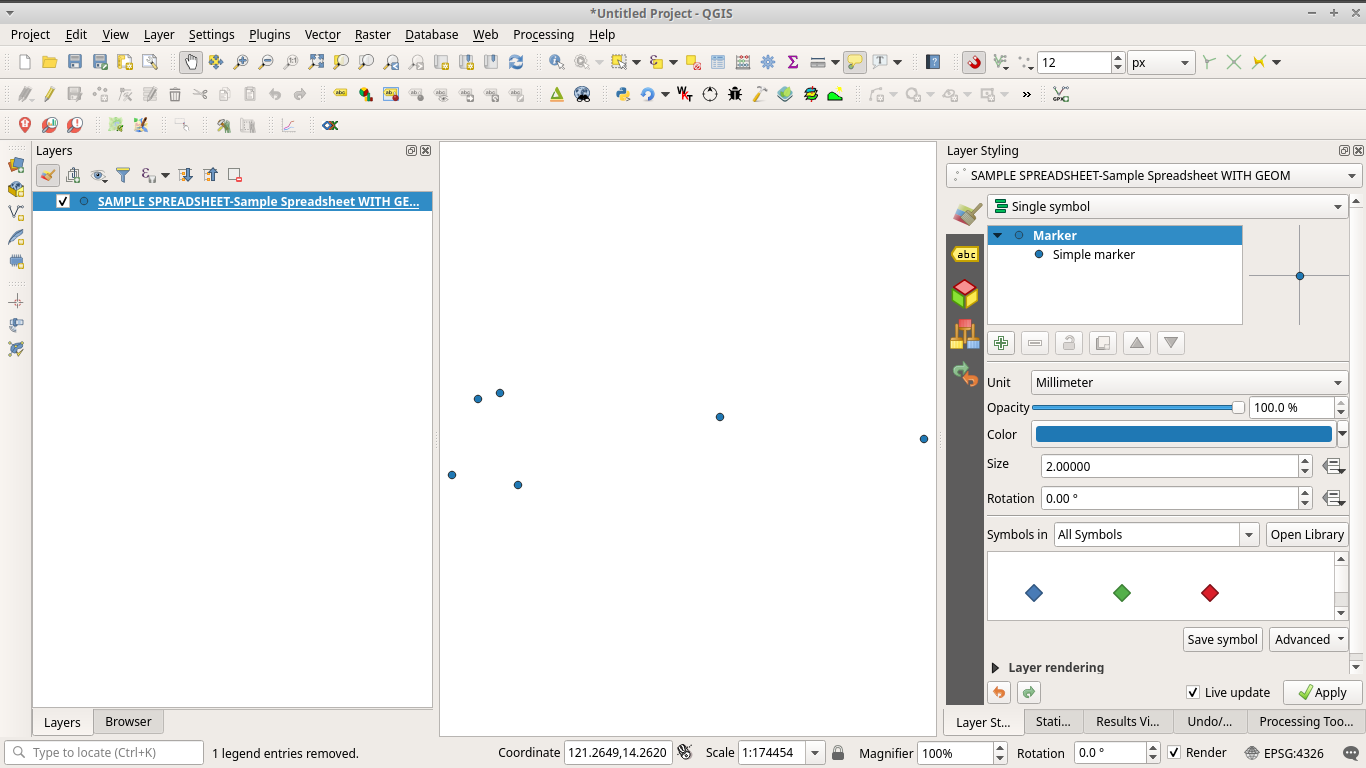 *Untitled Project - QGIS
Project Edit View Layer Settings Plugins Vector Raster Database Web Processing Help
12 px
abc
Layers
SAMPLE SPREADSHEET-Sample Spreadsheet WITH GE...
Layers Browser
Layer Styling
SAMPLE SPREADSHEET-Sample Spreadsheet WITH GEOM
Single symbol
abc
Marker
Simple marker
Unit Millimeter
Opacity 100.0 %
Color
Size 2.00000
Rotation 0.00 °
Symbols in All Symbols Open Library
Save symbol Advanced
Layer rendering
Live update Apply
Layer St... Stati... Results Vi... Undo/... Processing Too...
Type to locate (Ctrl+K) 1 legend entries removed. Coordinate 121.2649,14.2620 Scale 1:174454 Magnifier 100% Rotation 0.0 ° Render EPSG:4326